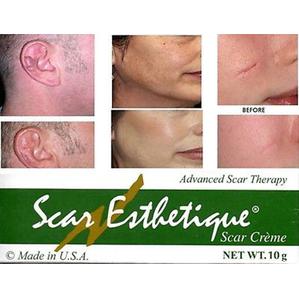 BEFORE
Advanced Scar Therapy
Scar Esthetique®
Scar Crème
© Made in U.S.A.
NET WT. 10 g